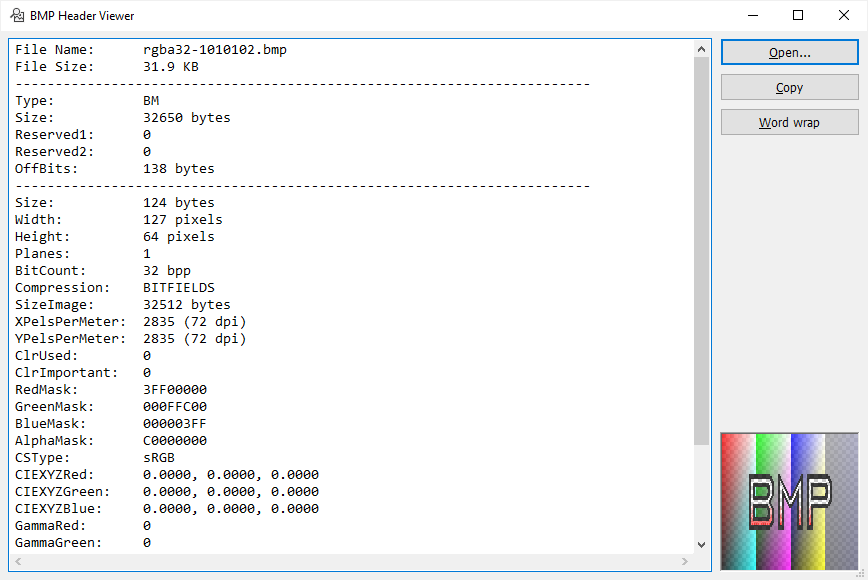 BMP Header Viewer
File Name: rgba32-1010102.bmp
File Size: 31.9 KB
------------------------------------------------------------------------
Type: BM
Size: 32650 bytes
Reserved1: 0
Reserved2: 0
OffBits: 138 bytes
------------------------------------------------------------------------
Size: 124 bytes
Width: 127 pixels
Height: 64 pixels
Planes: 1
BitCount: 32 bpp
Compression: BITFIELDS
SizeImage: 32512 bytes
XPelsPerMeter: 2835 (72 dpi)
YPelsPerMeter: 2835 (72 dpi)
ClrUsed: 0
ClrImportant: 0
RedMask: 3FF00000
GreenMask: 000FFC00
BlueMask: 000003FF
AlphaMask: C0000000
CSType: sRGB
CIEXYZRed: 0.0000, 0.0000, 0.0000
CIEXYZGreen: 0.0000, 0.0000, 0.0000
CIEXYZBlue: 0.0000, 0.0000, 0.0000
GammaRed: 0
GammaGreen: 0
Open...
Copy
Word wrap
BMP